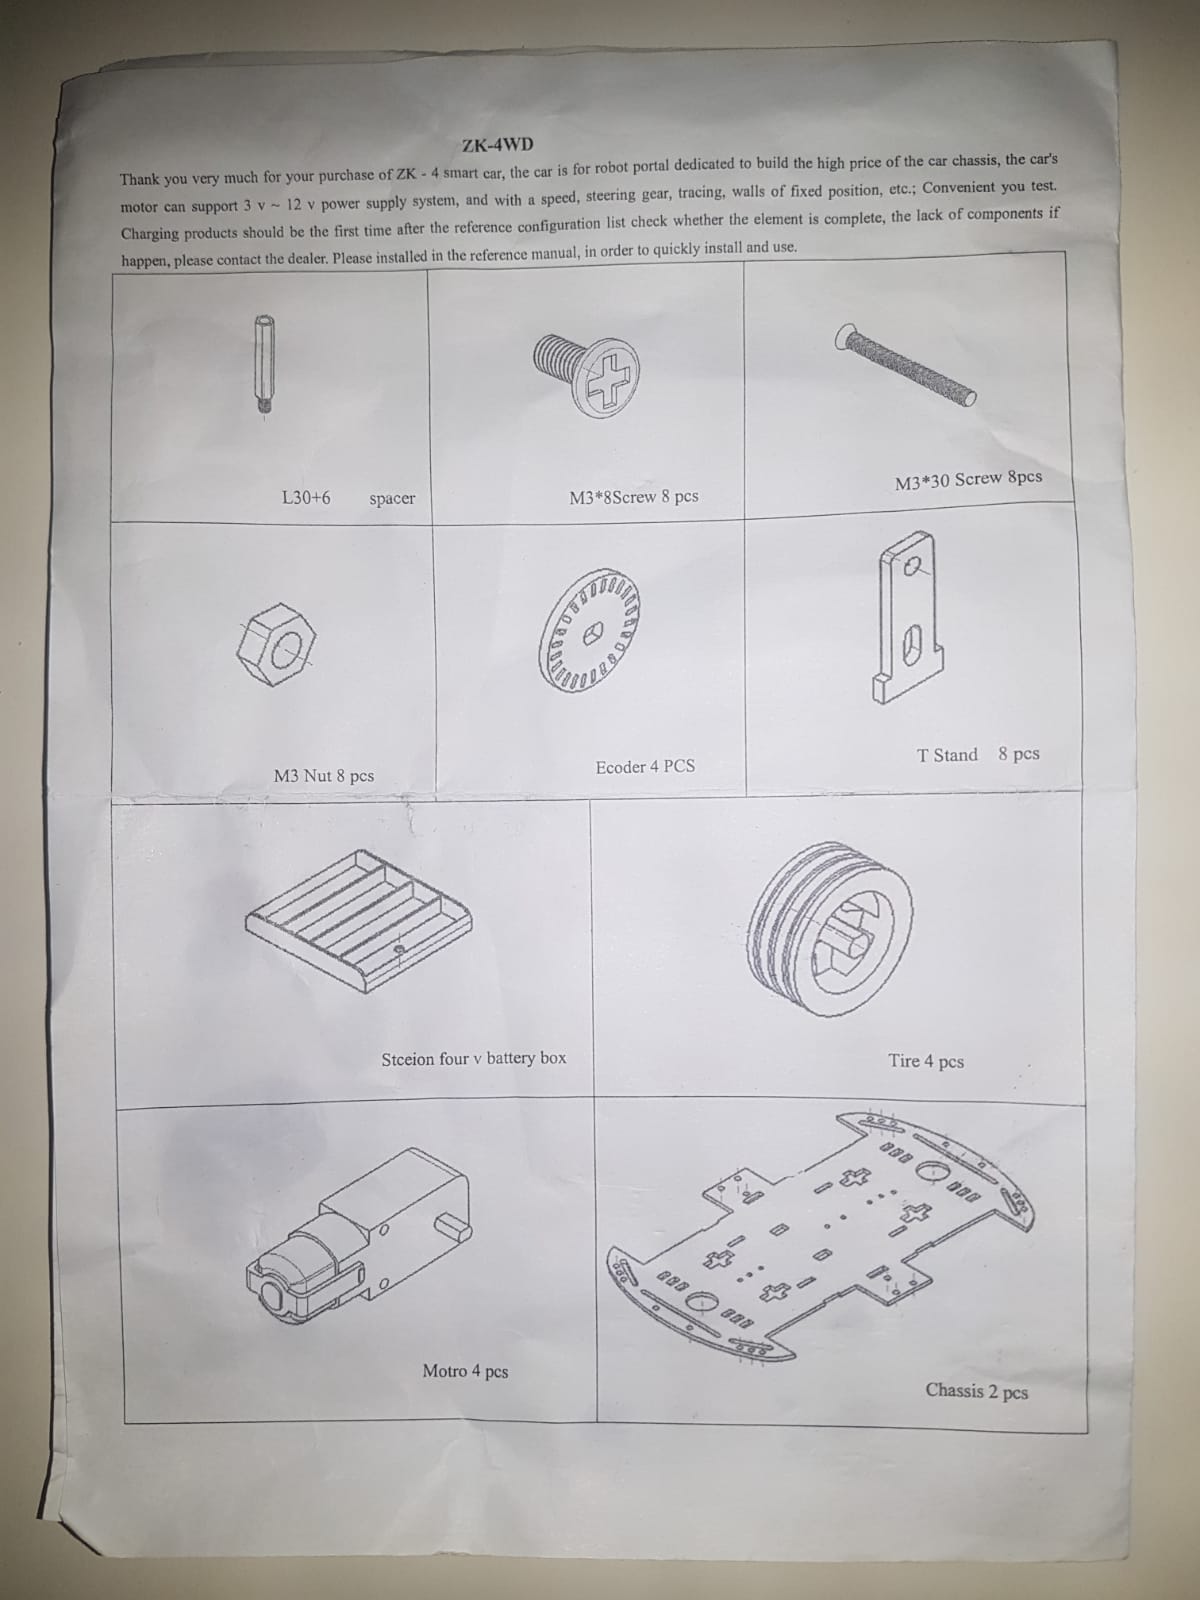 ZK-4WD
Thank you very much for your purchase of ZK - 4 smart car, the car is for robot portal dedicated to build the high price of the car chassis, the car's
motor can support 3 v ~ 12 v power supply system, and with a speed, steering gear, tracing, walls of fixed position, etc.; Convenient you test.
Charging products should be the first time after the reference configuration list check whether the element is complete, the lack of components if
happen, please contact the dealer. Please installed in the reference manual, in order to quickly install and use.
L30+6 spacer
M3*8Screw 8 pcs
M3*30 Screw 8pcs
M3 Nut 8 pcs
Ecoder 4 PCS
T Stand 8 pcs
Stceion four v battery box
Tire 4 pcs
Motro 4 pcs
Chassis 2 pcs